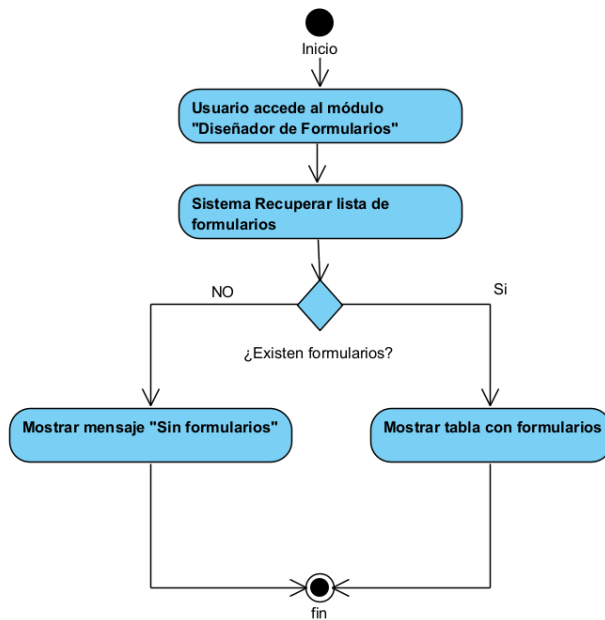 Inicio
Usuario accede al módulo
"Diseñador de Formularios"
Sistema Recuperar lista de
formularios
NO
Si
¿Existen formularios?
Mostrar mensaje "Sin formularios"
Mostrar tabla con formularios
fin